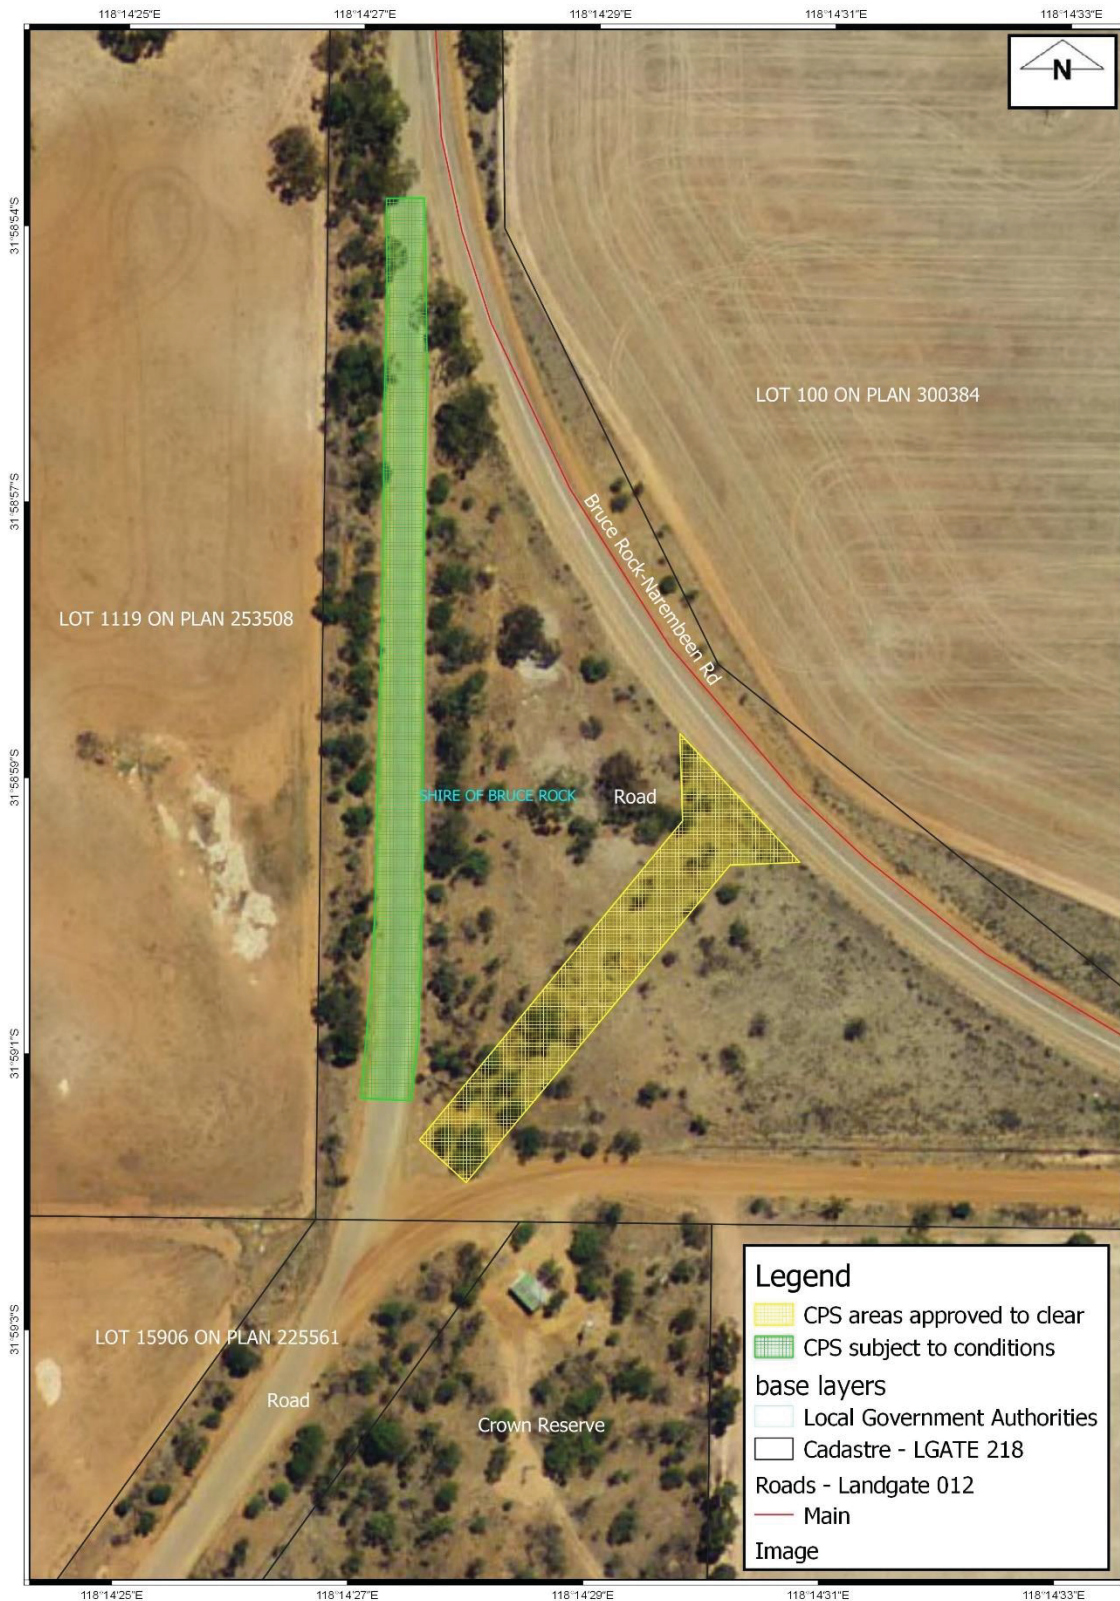 118°14'25"E 118°14'27"E 118°14'29"E 118°14'31"E 118°14'33"E
N
31°58'54"S
LOT 100 ON PLAN 300384
31°58'57"S
Bruce Rock-Narembeen Rd
LOT 1119 ON PLAN 253508
31°58'59"S
SHIRE OF BRUCE ROCK
Road
31°59'1"S
31°59'3"S
LOT 15906 ON PLAN 225561
Road
Crown Reserve
Legend
CPS areas approved to clear
CPS subject to conditions
base layers
Local Government Authorities
Cadastre - LGATE 218
Roads - Landgate 012
Main
Image
118°14'25"E 118°14'27"E 118°14'29"E 118°14'31"E 118°14'33"E